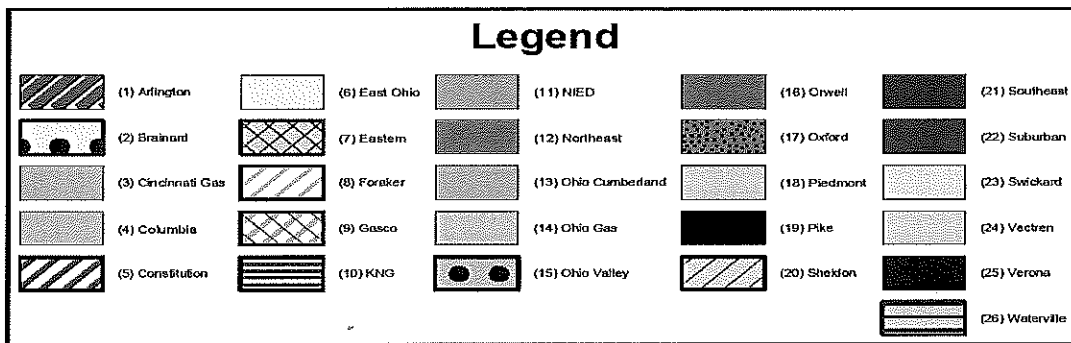 Legend
(1) Arlington
(2) Brainard
(3) Cincinnati Gas
(4) Columbia
(5) Constitution
(6) East Ohio
(7) Eastern
(8) Foraker
(9) Gasco
(10) KNG
(11) NIED
(12) Northeast
(13) Ohio Cumberland
(14) Ohio Gas
(15) Ohio Valley
(16) Orwell
(17) Oxford
(18) Piedmont
(19) Pike
(20) Sheldon
(21) Southeast
(22) Suburban
(23) Swickard
(24) Vectren
(25) Verona
(26) Waterville